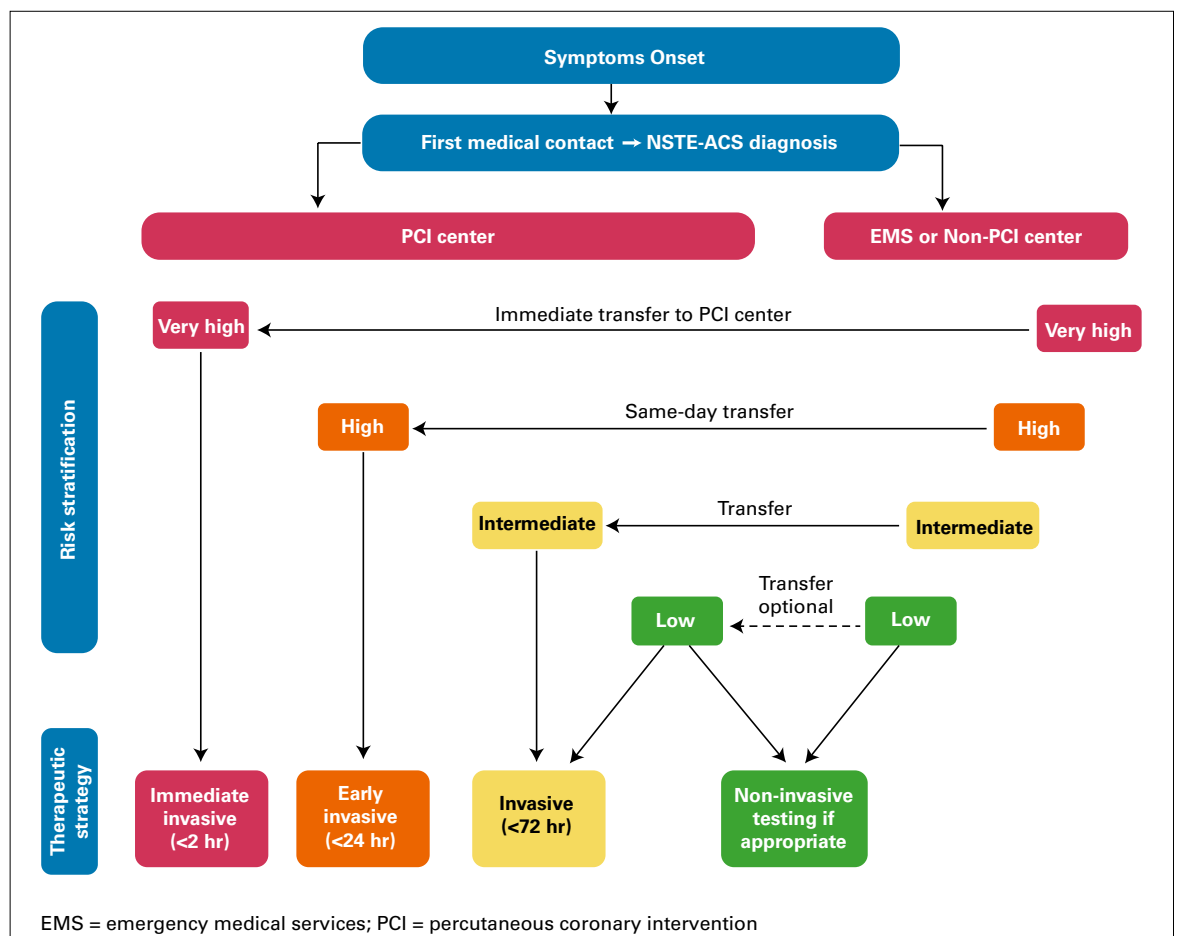 Symptoms Onset
First medical contact → NSTE-ACS diagnosis
PCI center
EMS or Non-PCI center
Risk stratification
Very high
Immediate transfer to PCI center
Very high
High
Same-day transfer
High
Intermediate
Transfer
Intermediate
Low
Transfer
optional
Low
Therapeutic
strategy
Immediate
invasive
(<2 hr)
Early
invasive
(<24 hr)
Invasive
(<72 hr)
Non-invasive
testing if
appropriate
EMS = emergency medical services; PCI = percutaneous coronary intervention